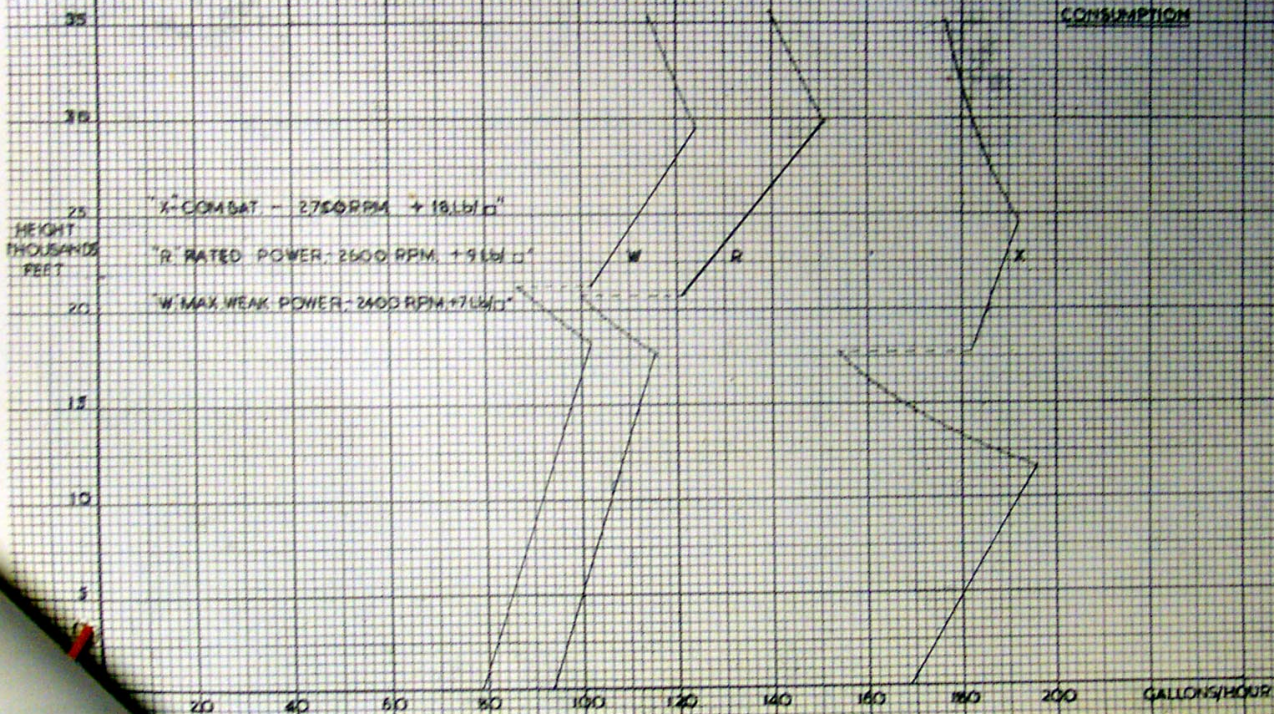 CONSUMPTION
35
30
25
20
15
10
5
HEIGHT
THOUSANDS
FEET
"X" COMBAT - 2750 RPM + 18 Lb/□"
"R" RATED POWER - 2600 RPM, + 9 Lb/□"
"W" MAX. WEAK POWER - 2400 RPM, +7 Lb/□"
W
R
X
20 40 60 80 100 120 140 160 180 200 GALLONS/HOUR